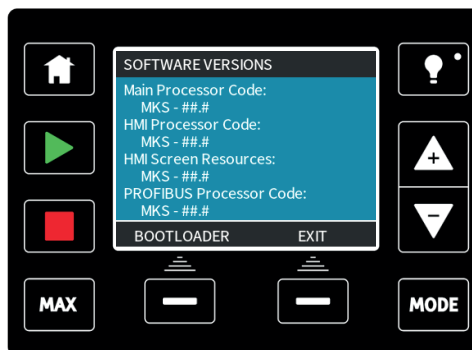 SOFTWARE VERSIONS
Main Processor Code:
MKS - ##.#
HMI Processor Code:
MKS - ##.#
HMI Screen Resources:
MKS - ##.#
PROFIBUS Processor Code:
MKS - ##.#
BOOTLOADER EXIT
MAX MODE